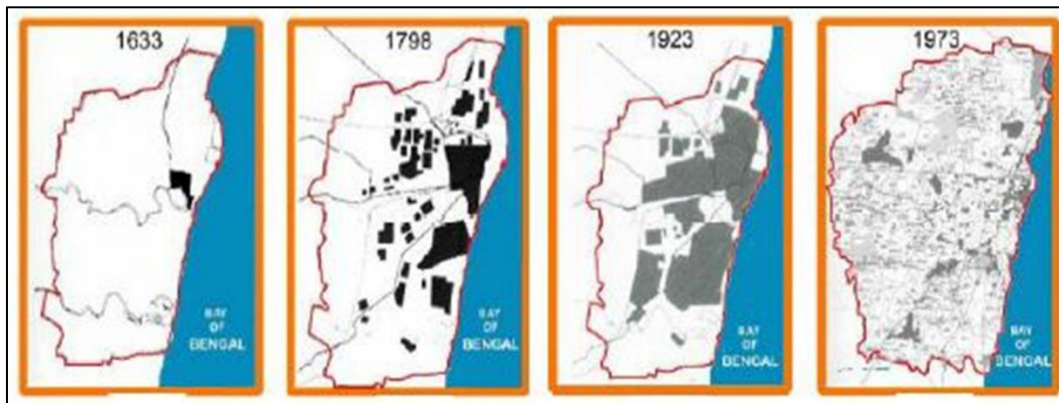 1633
BAY
OF
BENGAL
1798
BAY
OF
BENGAL
1923
BAY
OF
BENGAL
1973
BAY
OF
BENGAL